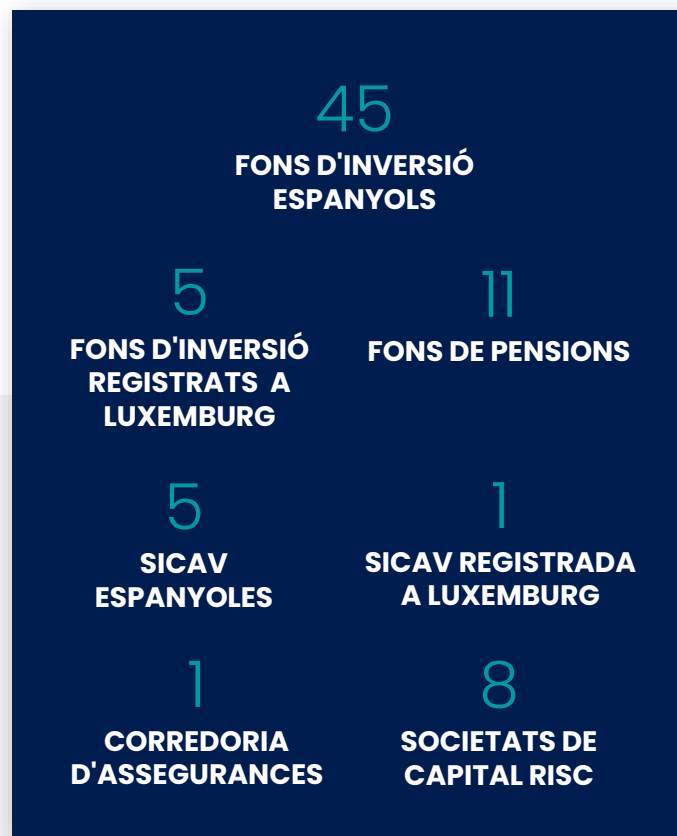 45
FONS D'INVERSIÓ
ESPANYOLS
5
FONS D'INVERSIÓ
REGISTRATS A
LUXEMBURG
11
FONS DE PENSIONS
5
SICAV
ESPANYOLES
1
SICAV REGISTRADA
A LUXEMBURG
1
CORREDORIA
D'ASSEGURANCES
8
SOCIETATS DE
CAPITAL RISC